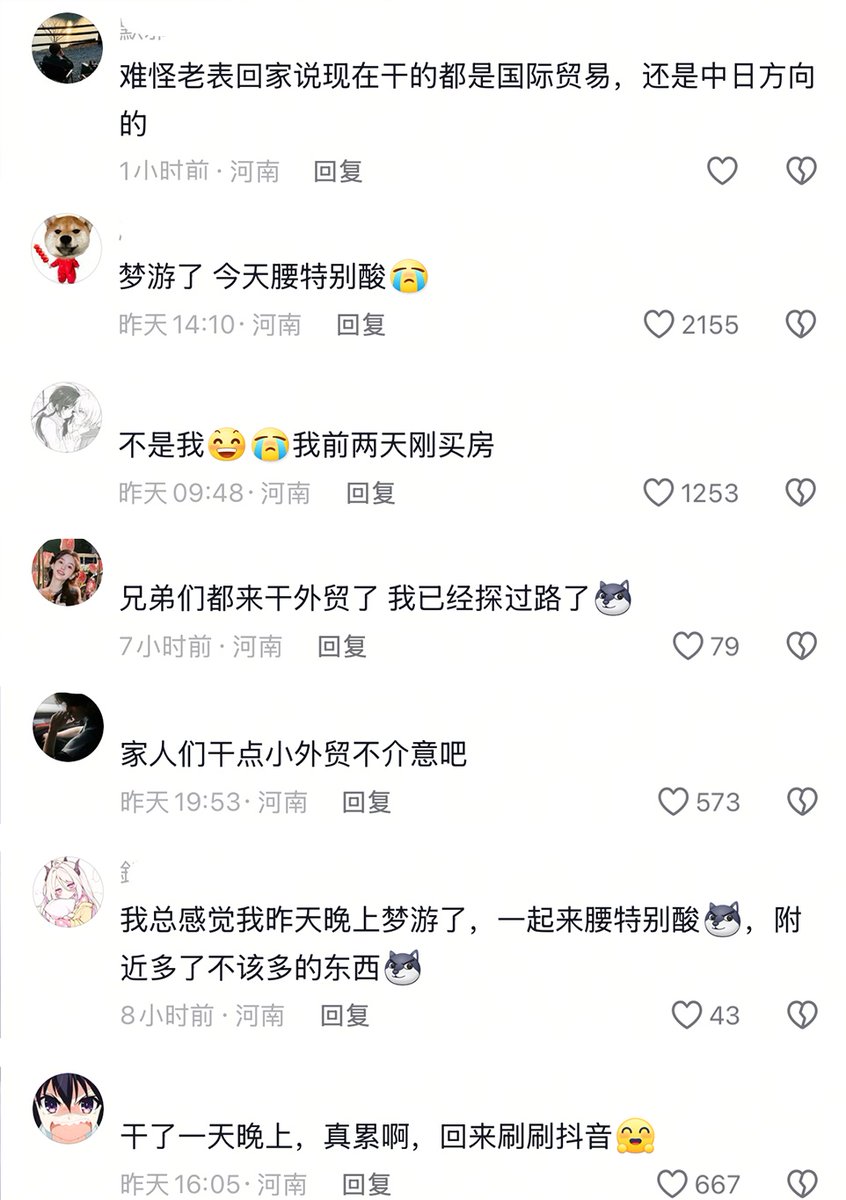 难怪老表回家说现在干的都是国际贸易，还是中日方向
的
1小时前·河南 回复
梦游了 今天腰特别酸😭
昨天14:10·河南 回复 2155
不是我😄😭我前两天刚买房
昨天09:48·河南 回复 1253
兄弟们都来干外贸了 我已经探过路了
7小时前·河南 回复 79
家人们干点小外贸不介意吧
昨天19:53·河南 回复 573
我总感觉我昨天晚上梦游了，一起来腰特别酸，附
近多了不该多的东西
8小时前·河南 回复 43
干了一天晚上，真累啊，回来刷刷抖音🤗
昨天16:05·河南 回复 667